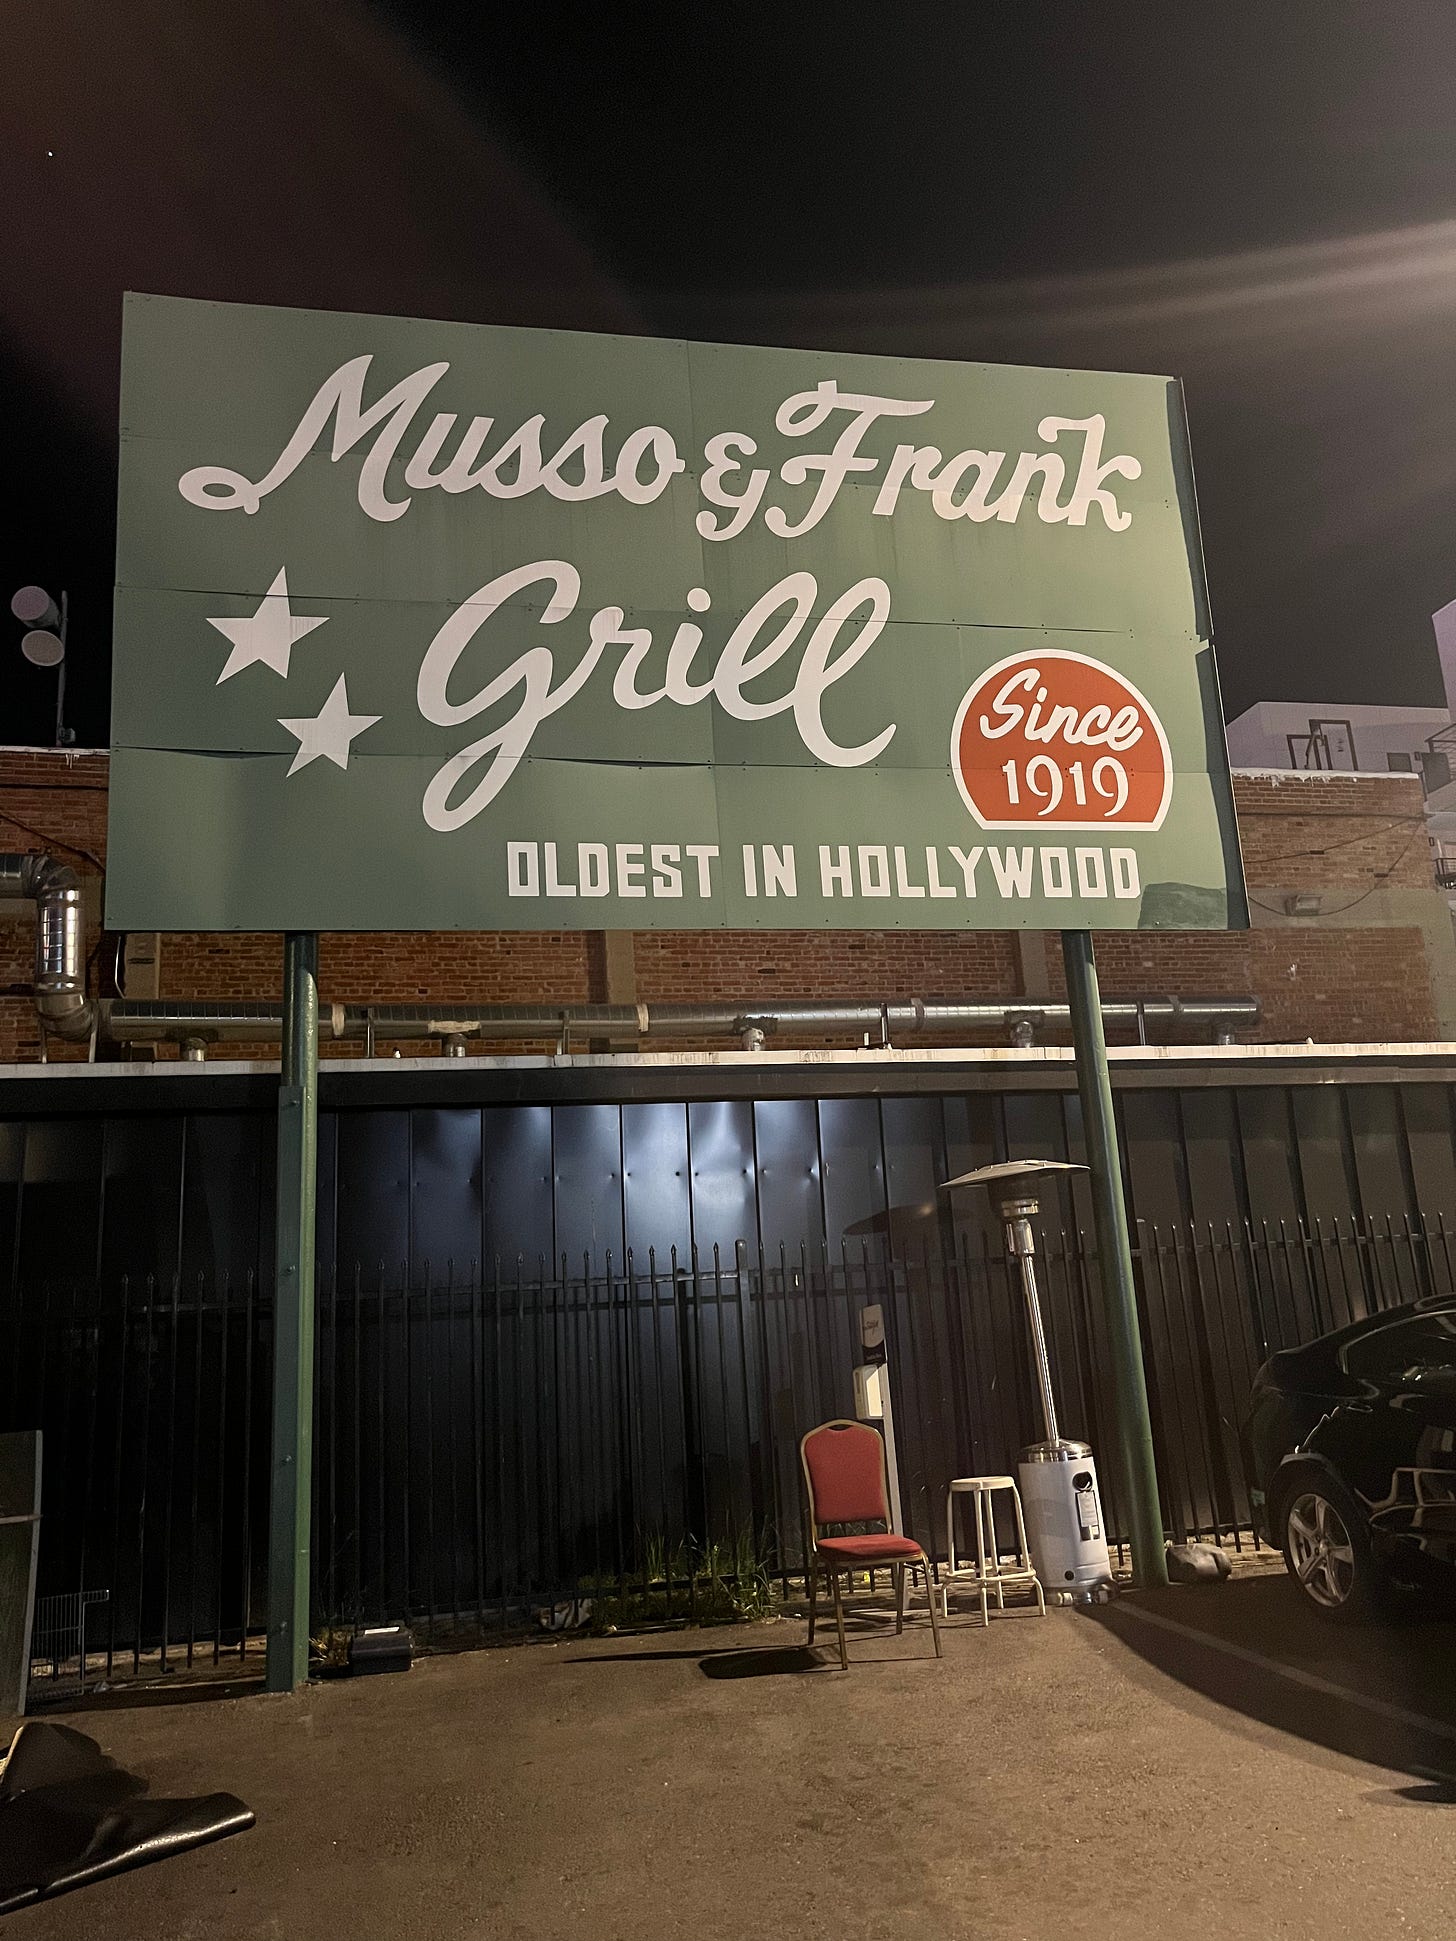 Musso & Frank
Grill
Since
1919
OLDEST IN HOLLYWOOD